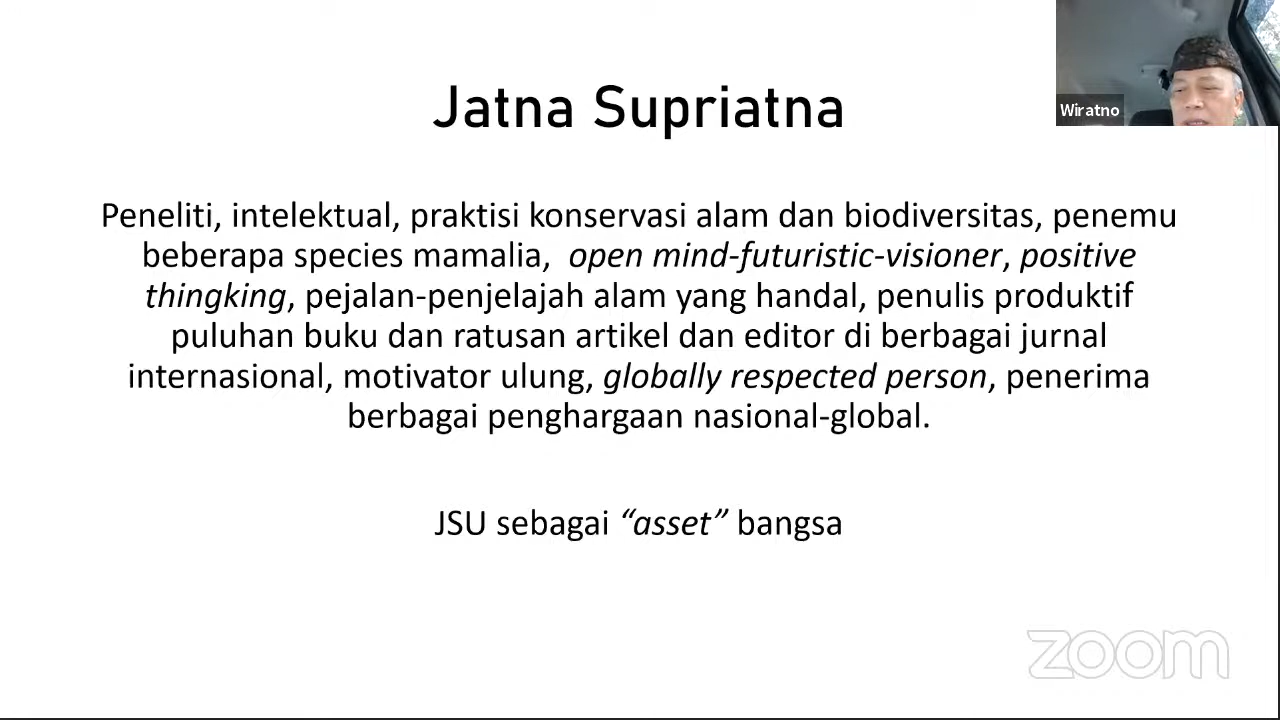 Jatna Supriatna
Wiratno
Peneliti, intelektual, praktisi konservasi alam dan biodiversitas, penemu
beberapa species mamalia, open mind-futuristic-visioner, positive
thingking, pejalan-penjelajah alam yang handal, penulis produktif
puluhan buku dan ratusan artikel dan editor di berbagai jurnal
internasional, motivator ulung, globally respected person, penerima
berbagai penghargaan nasional-global.
JSU sebagai “asset” bangsa
zoom